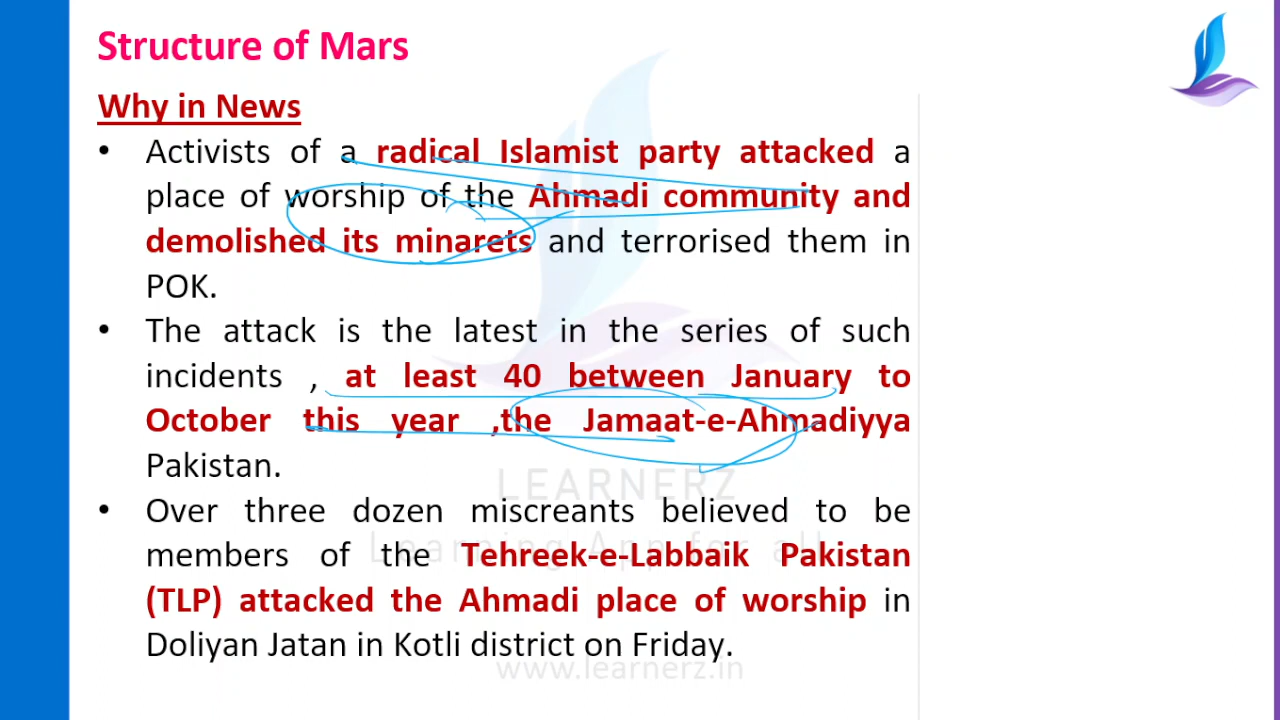 Structure of Mars
Why in News
• Activists of a radical Islamist party attacked a
place of worship of the Ahmadi community and
demolished its minarets and terrorised them in
POK.
• The attack is the latest in the series of such
incidents , at least 40 between January to
October this year ,the Jamaat-e-Ahmadiyya
Pakistan.
LEARNERZ
• Over three dozen miscreants believed to be
members of the Tehreek-e-Labbaik Pakistan
Learning App for all
(TLP) attacked the Ahmadi place of worship in
Doliyan Jatan in Kotli district on Friday.
www.learnerz.in